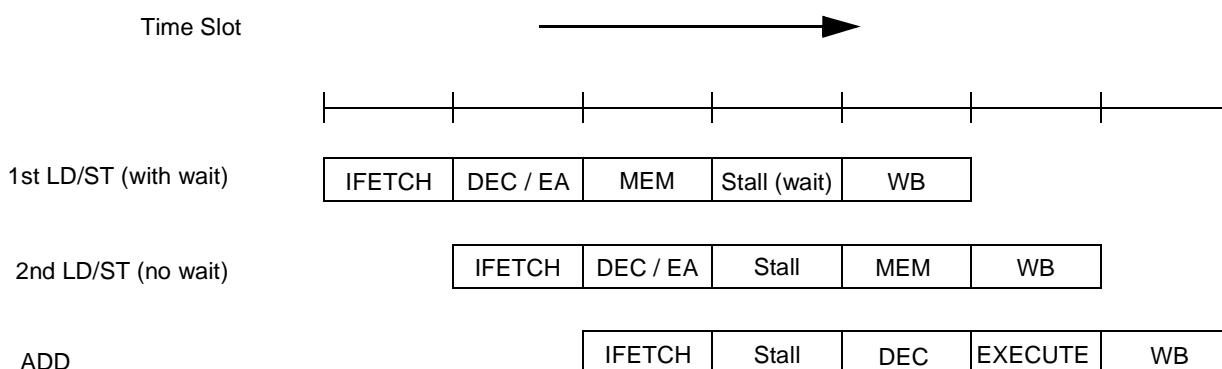 Time Slot
1st LD/ST (with wait) IFETCH DEC / EA MEM Stall (wait) WB
2nd LD/ST (no wait) IFETCH DEC / EA Stall MEM WB
ADD IFETCH Stall DEC EXECUTE WB